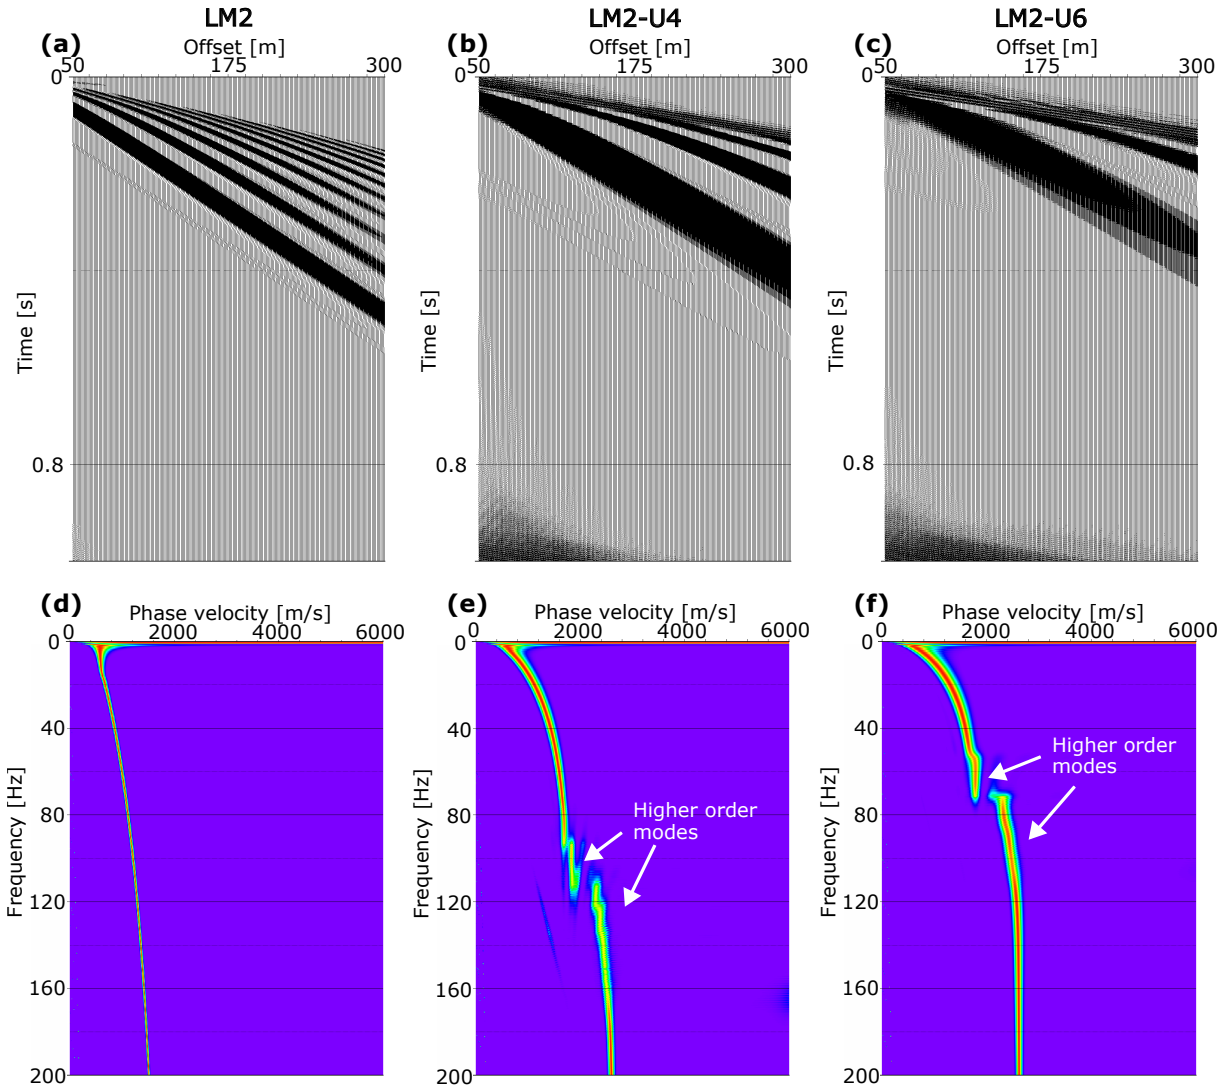 LM2
LM2-U4
LM2-U6
(a)
Offset [m]
50 175 300
0
Time [s]
0.8
(b)
Offset [m]
50 175 300
0
Time [s]
0.8
(c)
Offset [m]
50 175 300
0
Time [s]
0.8
(d)
Phase velocity [m/s]
0 2000 4000 6000
0
40
80
120
160
200
Frequency [Hz]
(e)
Phase velocity [m/s]
0 2000 4000 6000
0
40
80
120
160
200
Frequency [Hz]
Higher order
modes
(f)
Phase velocity [m/s]
0 2000 4000 6000
0
40
80
120
160
200
Frequency [Hz]
Higher order
modes